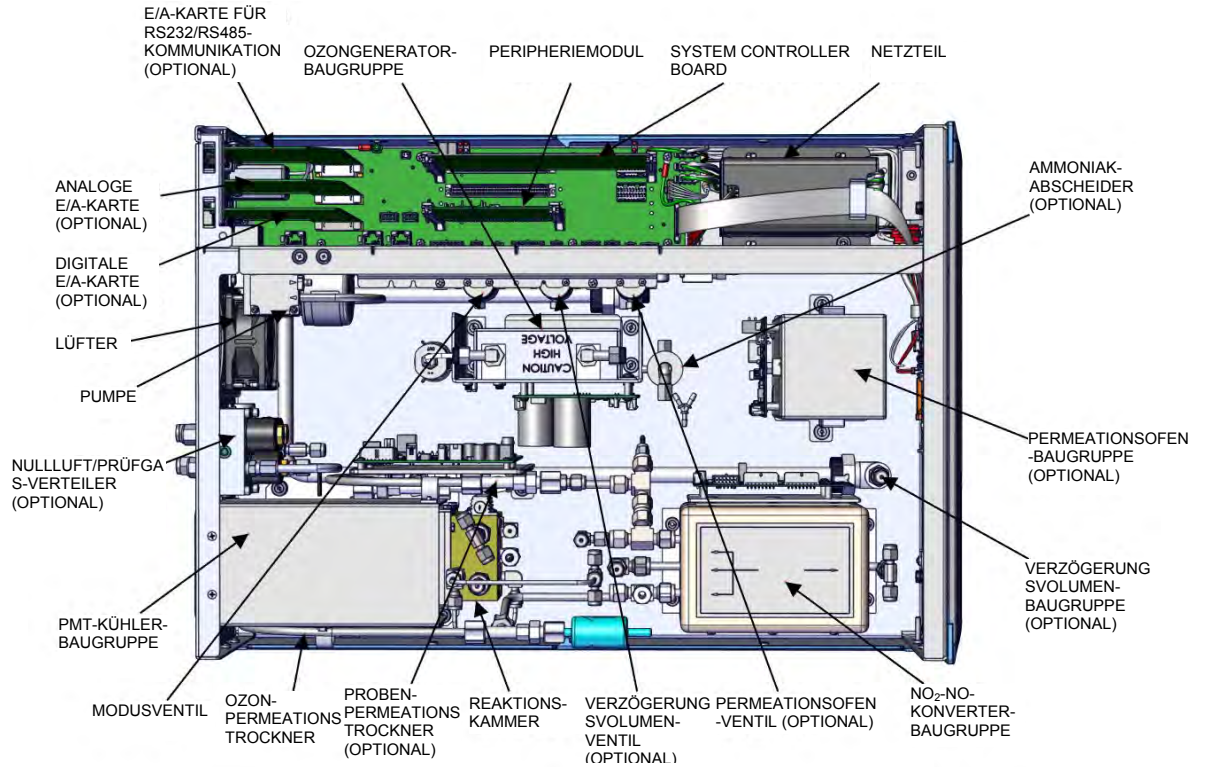 E/A-KARTE FÜR
RS232/RS485-
KOMMUNIKATION
(OPTIONAL)
OZONGENERATOR-
BAUGRUPPE
PERIPHERIEMODUL
SYSTEM CONTROLLER
BOARD
NETZTEIL
AMMONIAK-
ABSCHEIDER
(OPTIONAL)
ANALOGE
E/A-KARTE
(OPTIONAL)
DIGITALE
E/A-KARTE
(OPTIONAL)
LÜFTER
PUMPE
CAUTION
HIGH
VOLTAGE
NULLLUFT/PRÜFGA
S-VERTEILER
(OPTIONAL)
PERMEATIONSOFEN
-BAUGRUPPE
(OPTIONAL)
VERZÖGERUNG
SVOLUMEN-
BAUGRUPPE
(OPTIONAL)
PMT-KÜHLER-
BAUGRUPPE
MODUSVENTIL
OZON-
PERMEATIONS
TROCKNER
PROBEN-
PERMEATIONS
TROCKNER
(OPTIONAL)
REAKTIONS-
KAMMER
VERZÖGERUNG
SVOLUMEN-
VENTIL
(OPTIONAL)
PERMEATIONSOFEN
-VENTIL (OPTIONAL)
NO₂-NO-
KONVERTER-
BAUGRUPPE